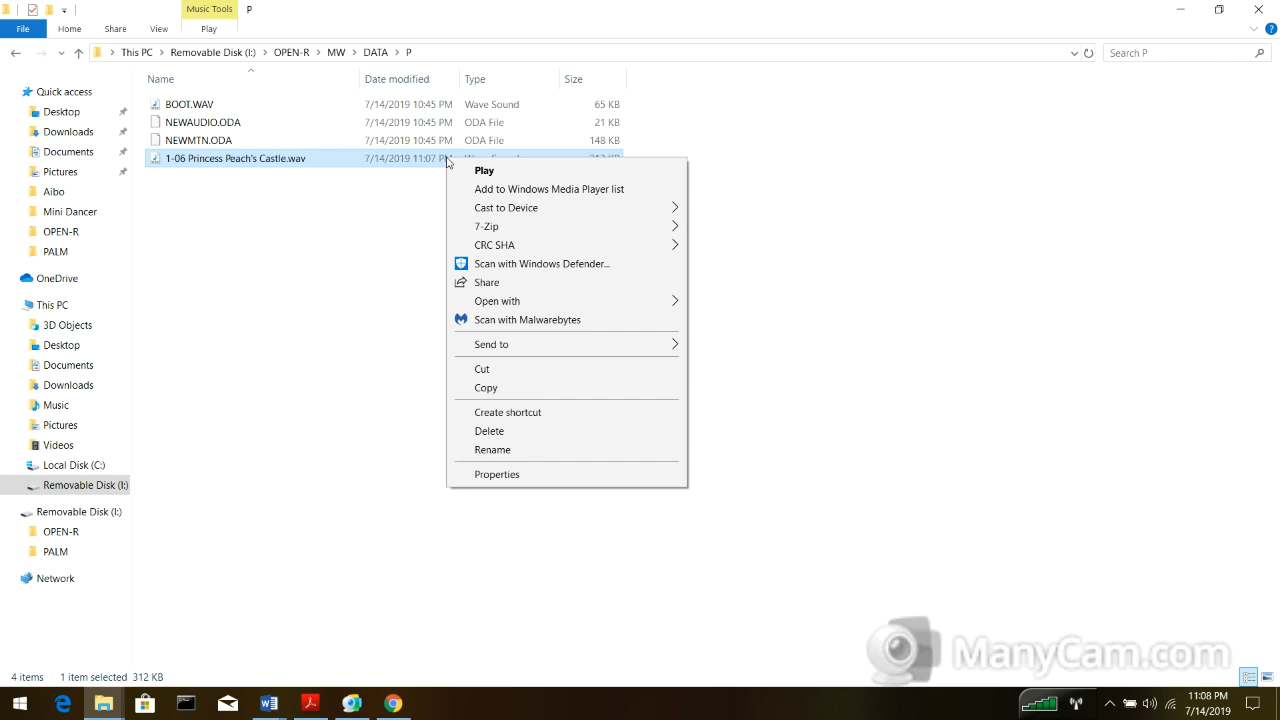 Music Tools
P
File
Home
Share
View
Play
This PC
Removable Disk (I:)
OPEN-R
MW
DATA
P
Search P
Name
Date modified
Type
Size
BOOT.WAV
7/14/2019 10:45 PM
Wave Sound
65 KB
NEWAUDIO.ODA
7/14/2019 10:45 PM
ODA File
21 KB
NEWMTN.ODA
7/14/2019 10:45 PM
ODA File
148 KB
1-06 Princess Peach's Castle.wav
7/14/2019 11:07 PM
Quick access
Desktop
Downloads
Documents
Pictures
Aibo
Mini Dancer
OPEN-R
PALM
OneDrive
This PC
3D Objects
Desktop
Documents
Downloads
Music
Pictures
Videos
Local Disk (C:)
Removable Disk (I:)
Removable Disk (I:)
OPEN-R
PALM
Network
Play
Add to Windows Media Player list
Cast to Device
7-Zip
CRC SHA
Scan with Windows Defender...
Share
Open with
Scan with Malwarebytes
Send to
Cut
Copy
Create shortcut
Delete
Rename
Properties
ManyCam.com
4 items
1 item selected 312 KB
11:08 PM
7/14/2019